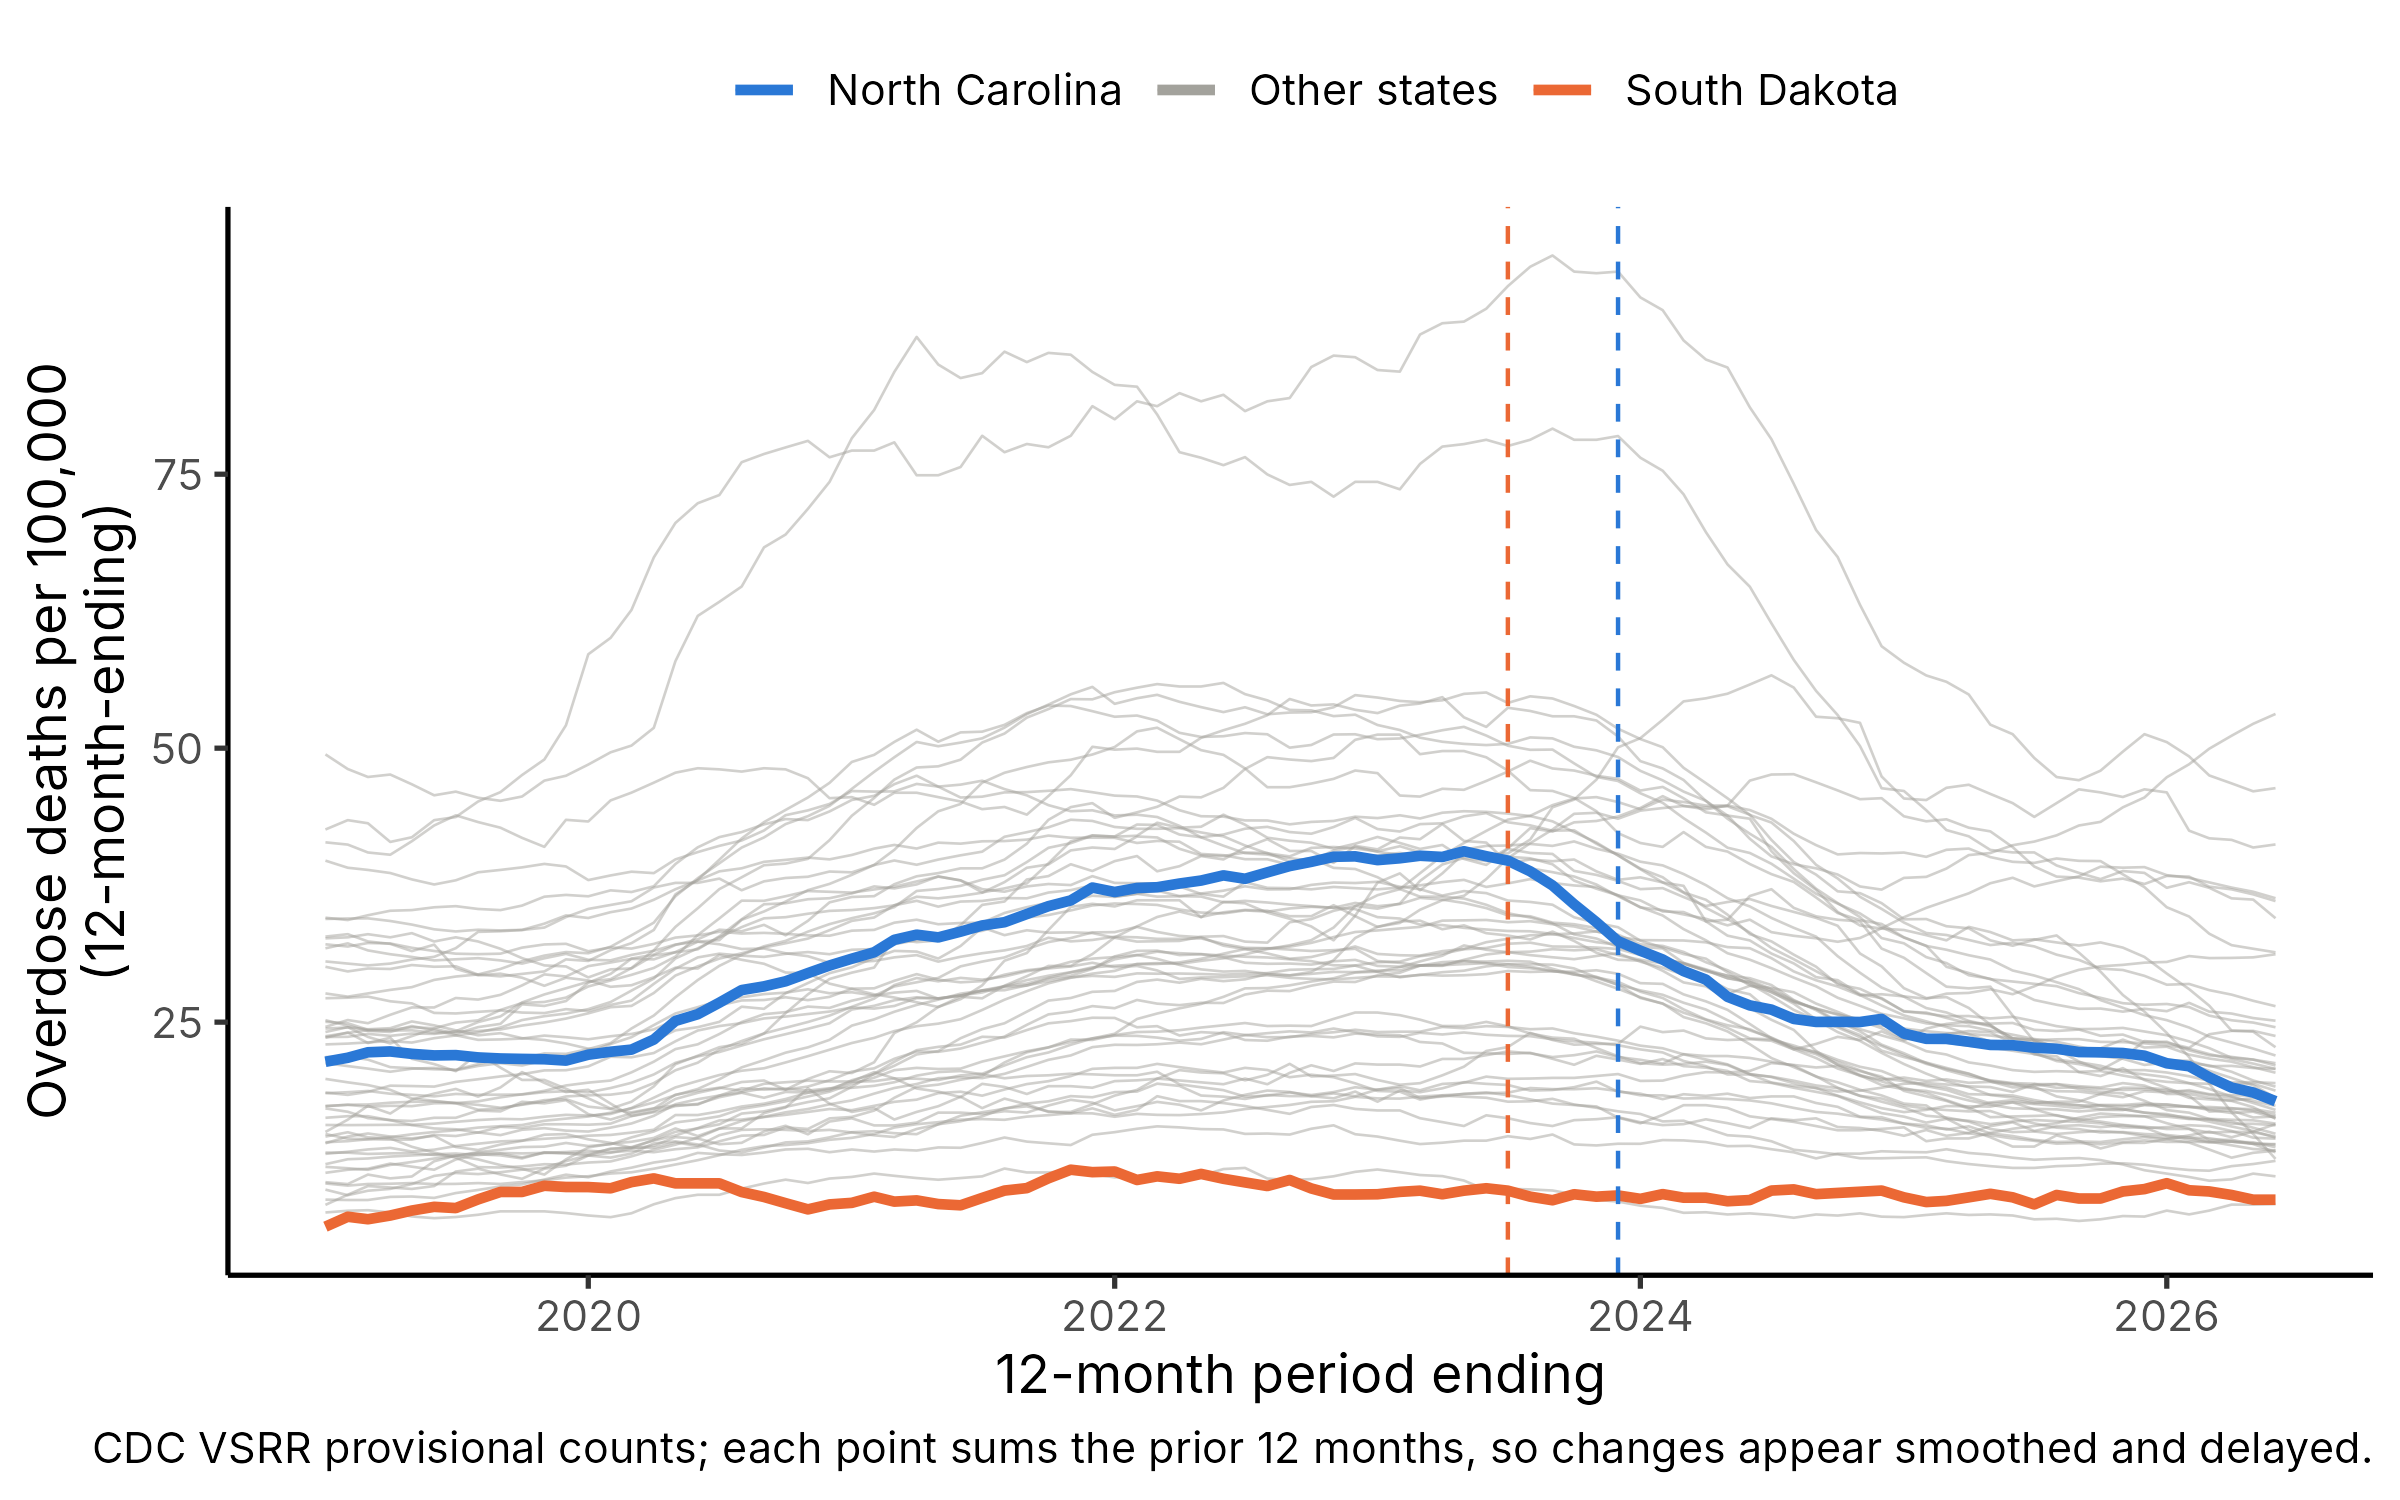 North Carolina
Other states
South Dakota
Overdose deaths per 100,000
(12-month-ending)
75
50
25
2020
2022
2024
2026
12-month period ending
CDC VSRR provisional counts; each point sums the prior 12 months, so changes appear smoothed and delayed.